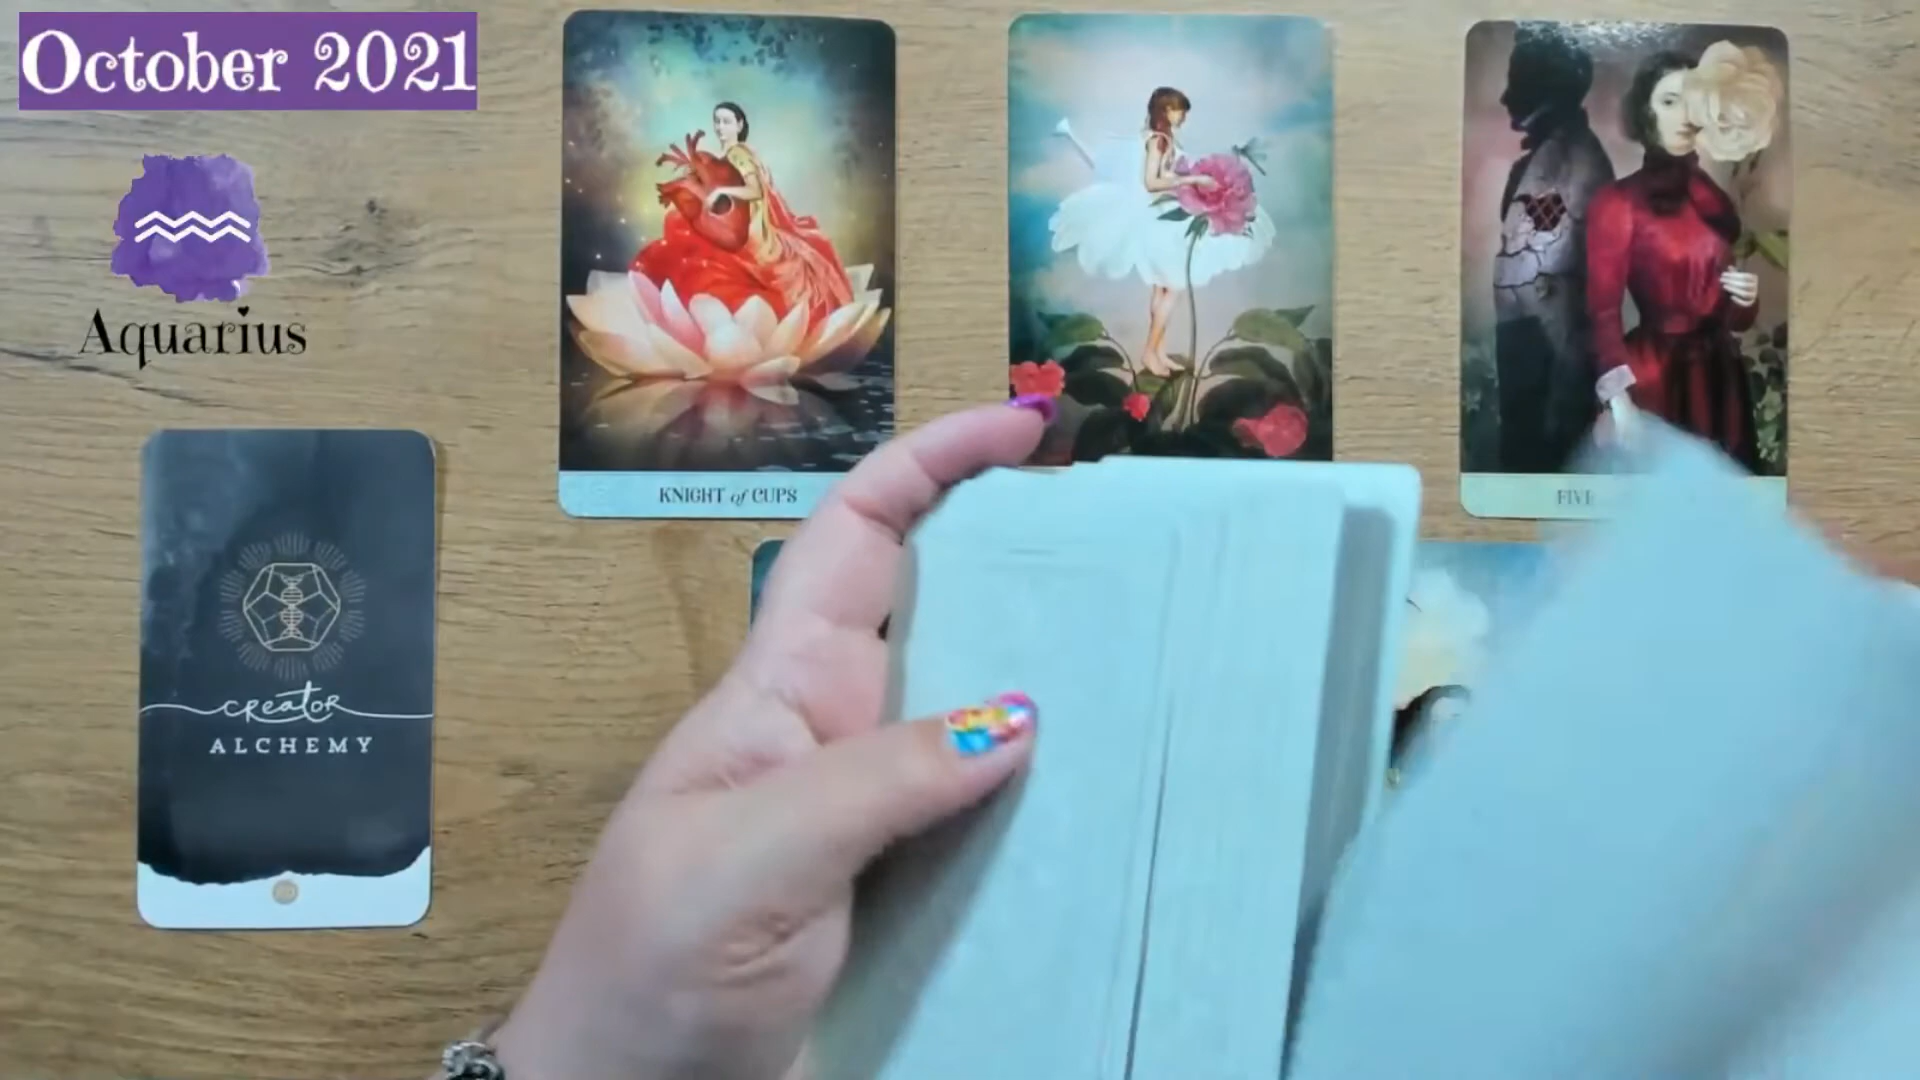 October 2021
Aquarius
KNIGHT of CUPS
FIVE
creator
ALCHEMY